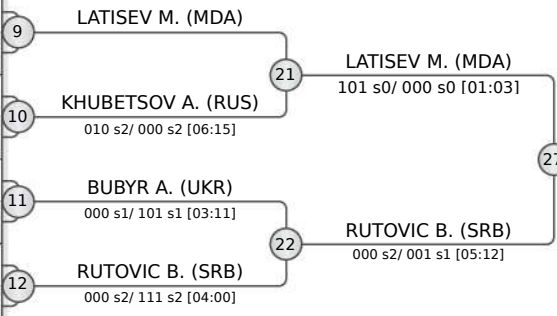 9
LATISEV M. (MDA)
21
LATISEV M. (MDA)
101 s0/ 000 s0 [01:03]
10
KHUBETSOV A. (RUS)
010 s2/ 000 s2 [06:15]
27
11
BUBYR A. (UKR)
000 s1/ 101 s1 [03:11]
22
RUTOVIC B. (SRB)
000 s2/ 001 s1 [05:12]
12
RUTOVIC B. (SRB)
000 s2/ 111 s2 [04:00]